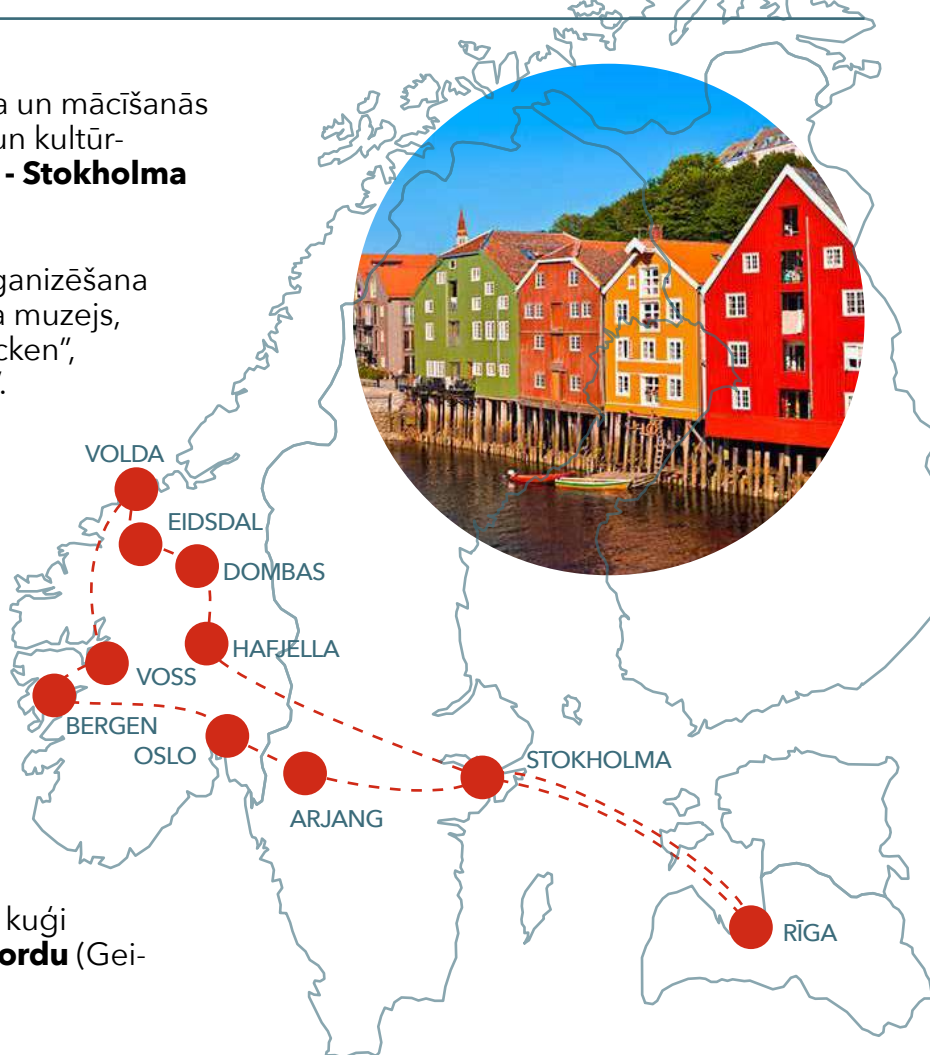 a un mācīšanās
un kultūr-
- Stokholma
ganizēšana
a muzejs,
cken”,
.
VOLDA
EIDSDAL
DOMBAS
HAFJELLA
VOSS
BERGEN
OSLO
STOKHOLMA
ARJANG
kuģi
ordu (Gei-
RĪGA